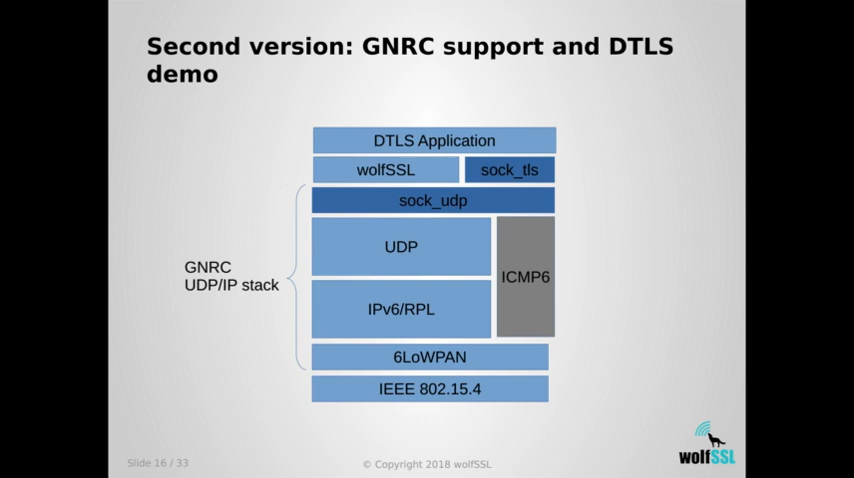 Second version: GNRC support and DTLS
demo
DTLS Application
wolfSSL
sock_tls
sock_udp
UDP
ICMP6
GNRC
UDP/IP stack
IPv6/RPL
6LoWPAN
IEEE 802.15.4
Slide 16 / 33
© Copyright 2018 wolfSSL
wolfSSL